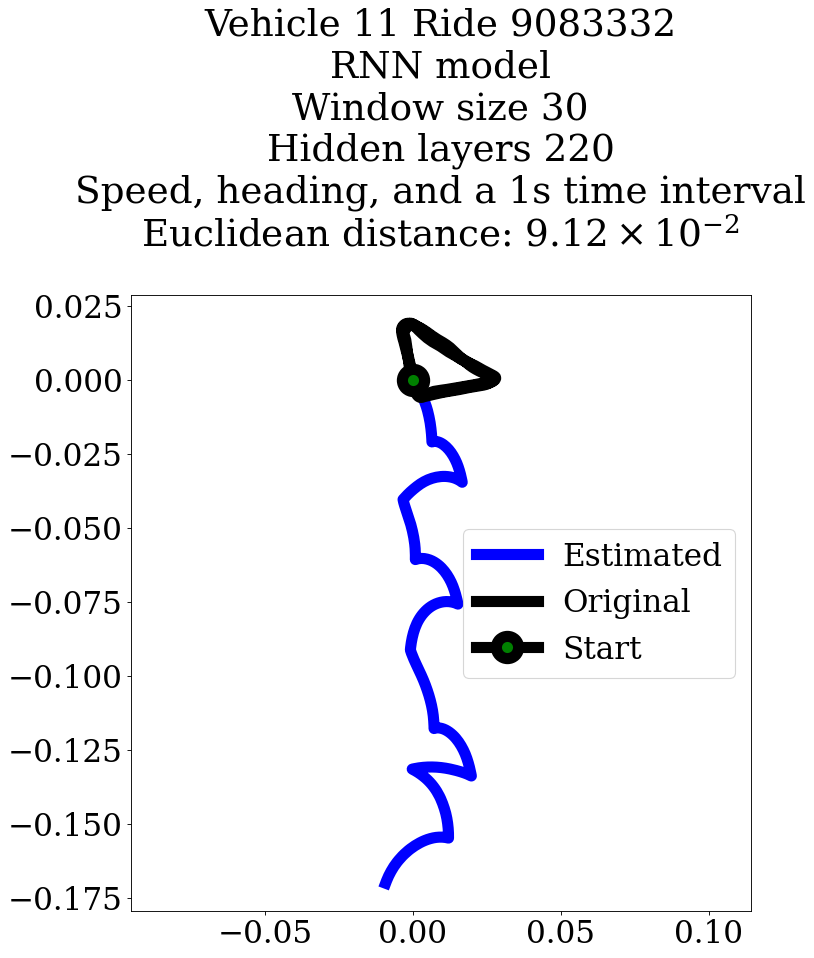 Vehicle 11 Ride 9083332
RNN model
Window size 30
Hidden layers 220
Speed, heading, and a 1s time interval
Euclidean distance: 9.12 × 10⁻²
0.025
0.000
−0.025
−0.050
−0.075
−0.100
−0.125
−0.150
−0.175
Estimated
Original
Start
−0.05 0.00 0.05 0.10